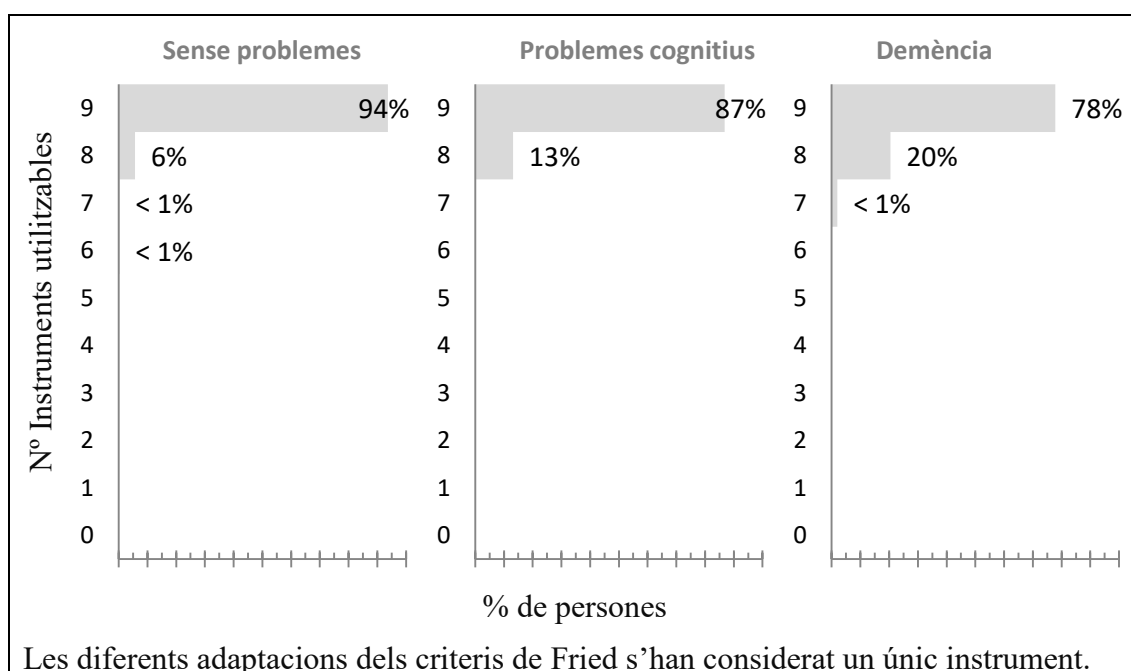 Sense problemes Problemes cognitius Demència
9 94% 9 87% 9 78%
8 6% 8 13% 8 20%
7 < 1% 7 7 < 1%
6 < 1% 6 6
5 5 5
4 4 4
3 3 3
2 2 2
1 1 1
0 0 0
Nº Instruments utilitzables
% de persones
Les diferents adaptacions dels criteris de Fried s’han considerat un únic instrument.